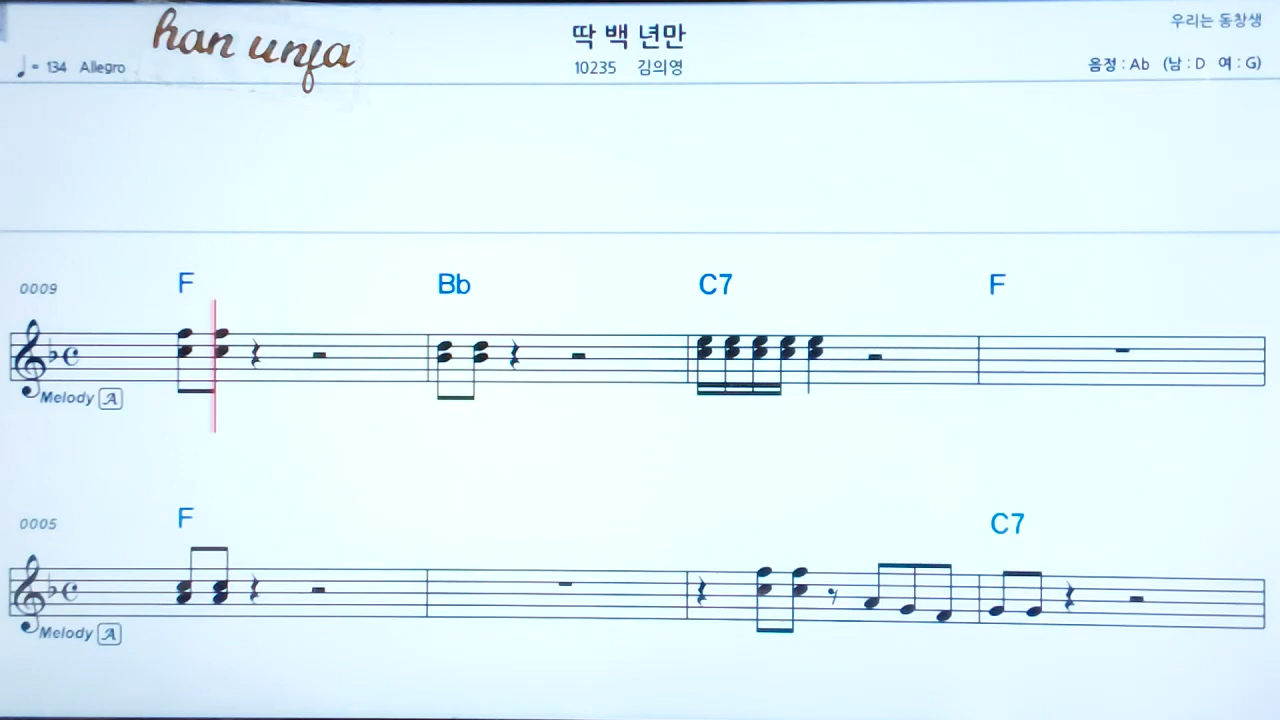 han unfa
딱 백 년만
우리는 동창생
♩= 134 Allegro
10235 김의영
음정 : Ab (남 : D 여 : G)
0009
F Bb C7 F
Melody A
0005
F C7
Melody A